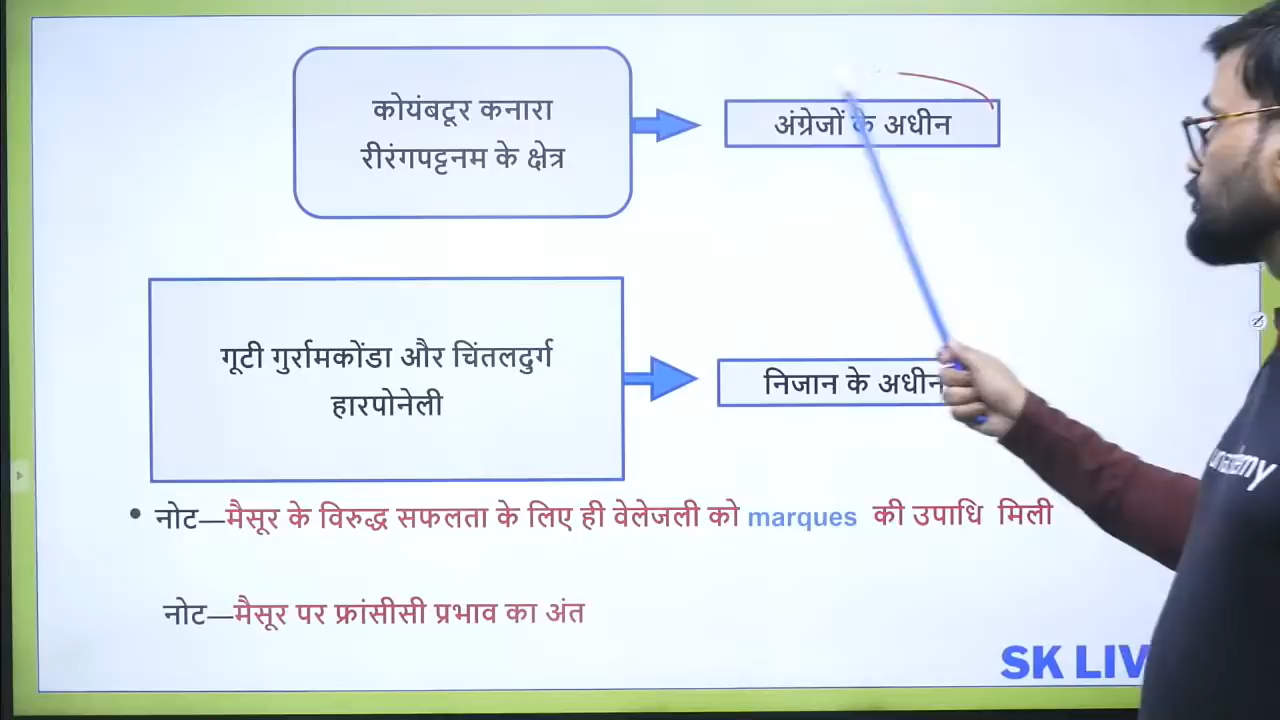 कोयंबटूर कनारा
रीरंगपट्टनम के क्षेत्र
अंग्रेजों के अधीन
गूटी गुर्रामकोंडा और चिंतलदुर्ग
हारपोनेली
निजान के अधीन
नोट—मैसूर के विरुद्ध सफलता के लिए ही वेलेजली को marques की उपाधि मिली
नोट—मैसूर पर फ्रांसीसी प्रभाव का अंत
SK LIV